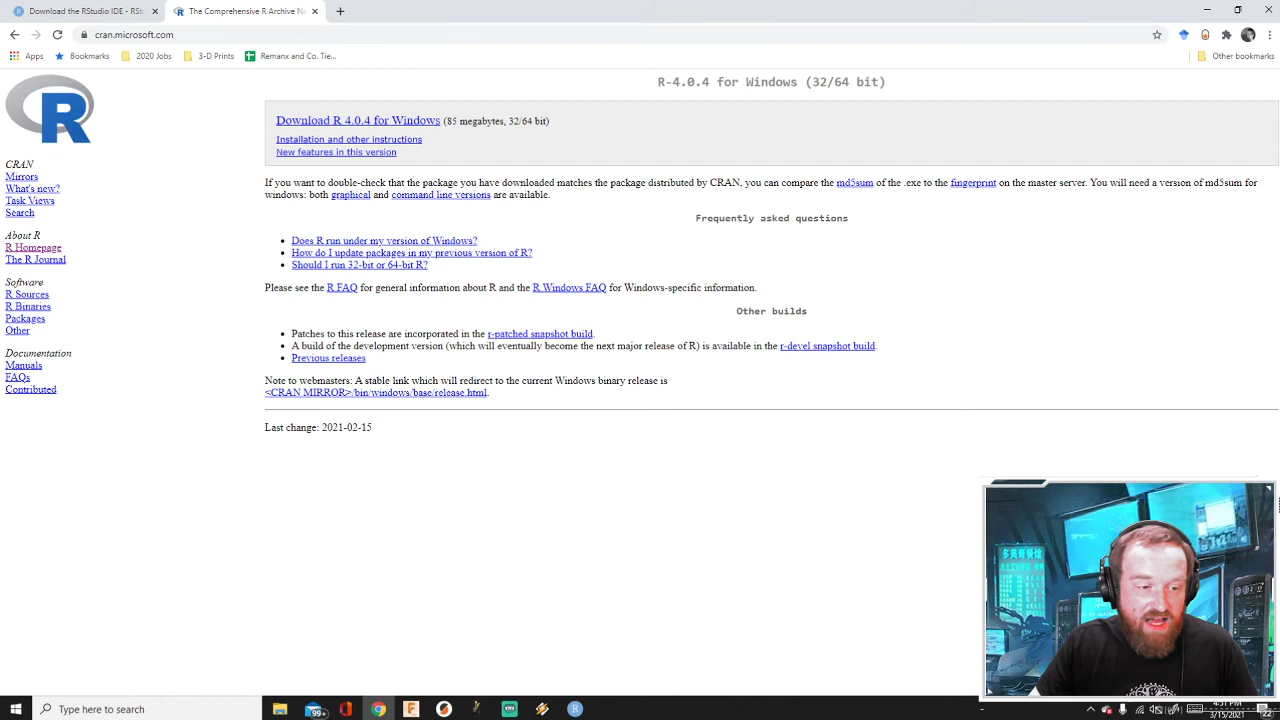 Download the RStudio IDE - RStu
The Comprehensive R Archive Ne
cran.microsoft.com
Apps
Bookmarks
2020 Jobs
3-D Prints
Remanx and Co. Tie...
Other bookmarks
R
CRAN
Mirrors
What's new?
Task Views
Search
About R
R Homepage
The R Journal
Software
R Sources
R Binaries
Packages
Other
Documentation
Manuals
FAQs
Contributed
R-4.0.4 for Windows (32/64 bit)
Download R 4.0.4 for Windows (85 megabytes, 32/64 bit)
Installation and other instructions
New features in this version
If you want to double-check that the package you have downloaded matches the package distributed by CRAN, you can compare the md5sum of the .exe to the fingerprint on the master server. You will need a version of md5sum for
windows: both graphical and command line versions are available.
Frequently asked questions
• Does R run under my version of Windows?
• How do I update packages in my previous version of R?
• Should I run 32-bit or 64-bit R?
Please see the R FAQ for general information about R and the R Windows FAQ for Windows-specific information.
Other builds
• Patches to this release are incorporated in the r-patched snapshot build.
• A build of the development version (which will eventually become the next major release of R) is available in the r-devel snapshot build.
• Previous releases
Note to webmasters: A stable link which will redirect to the current Windows binary release is
<CRAN MIRROR>/bin/windows/base/release.html.
Last change: 2021-02-15
Type here to search
99+
4:51 PM
3/15/2021
22